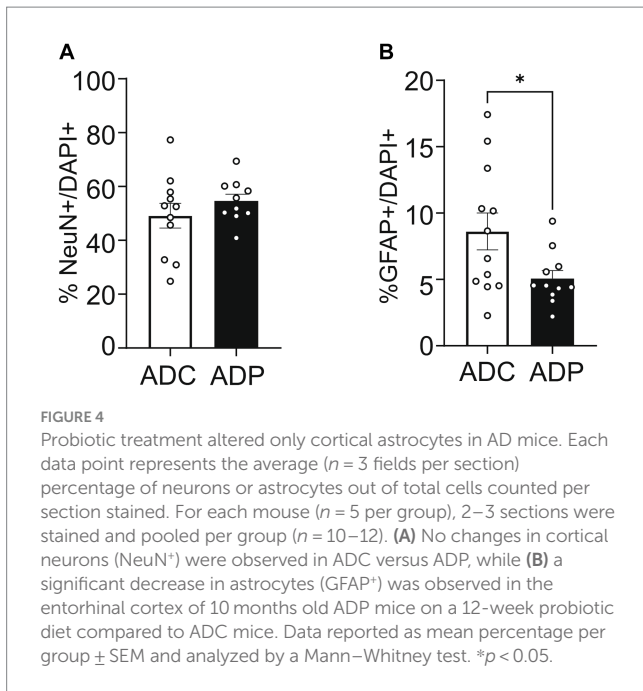 A
B
100
80
60
40
20
0
% NeuN+/DAPI+
ADC ADP
*
20
15
10
5
0
%GFAP+/DAPI+
ADC ADP
FIGURE 4
Probiotic treatment altered only cortical astrocytes in AD mice. Each
data point represents the average (n = 3 fields per section)
percentage of neurons or astrocytes out of total cells counted per
section stained. For each mouse (n = 5 per group), 2–3 sections were
stained and pooled per group (n = 10–12). (A) No changes in cortical
neurons (NeuN⁺) were observed in ADC versus ADP, while (B) a
significant decrease in astrocytes (GFAP⁺) was observed in the
entorhinal cortex of 10 months old ADP mice on a 12-week probiotic
diet compared to ADC mice. Data reported as mean percentage per
group ± SEM and analyzed by a Mann–Whitney test. *p < 0.05.